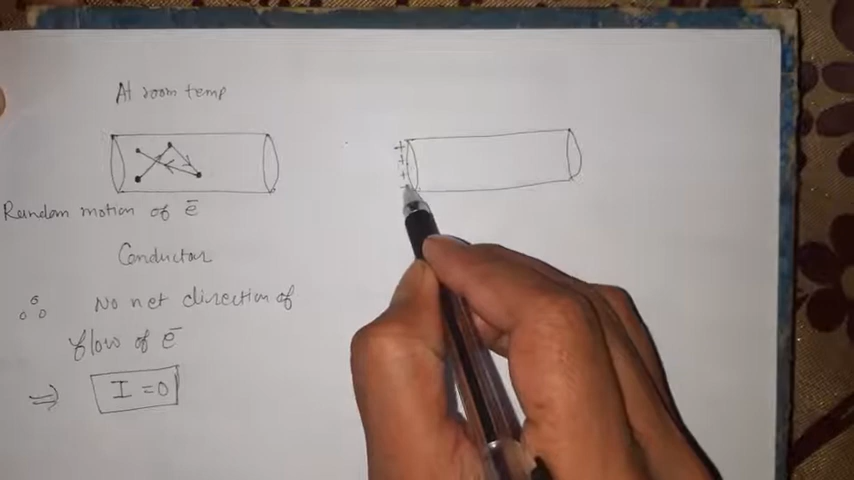 At room temp
Random motion of ē
Conductor
∴ No net direction of
flow of ē
⇒ I = 0
+
+
+
+